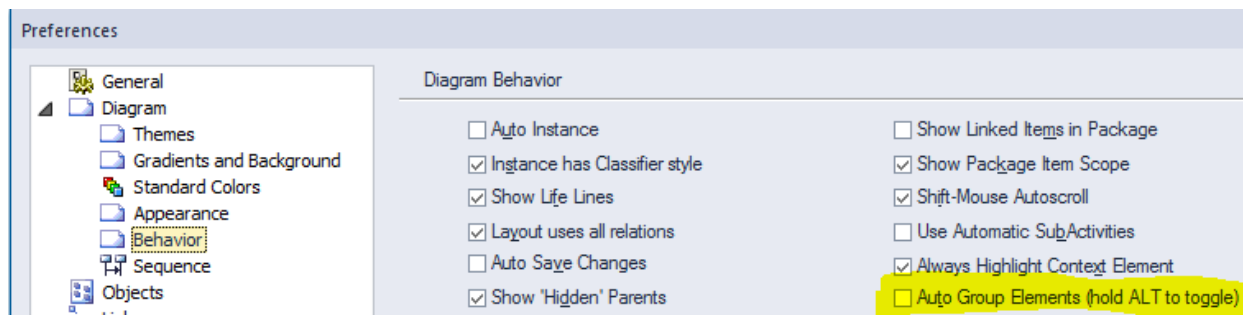 Preferences
General
Diagram
Themes
Gradients and Background
Standard Colors
Appearance
Behavior
Sequence
Objects
Diagram Behavior
Auto Instance
Instance has Classifier style
Show Life Lines
Layout uses all relations
Auto Save Changes
Show 'Hidden' Parents
Show Linked Items in Package
Show Package Item Scope
Shift-Mouse Autoscroll
Use Automatic SubActivities
Always Highlight Context Element
Auto Group Elements (hold ALT to toggle)